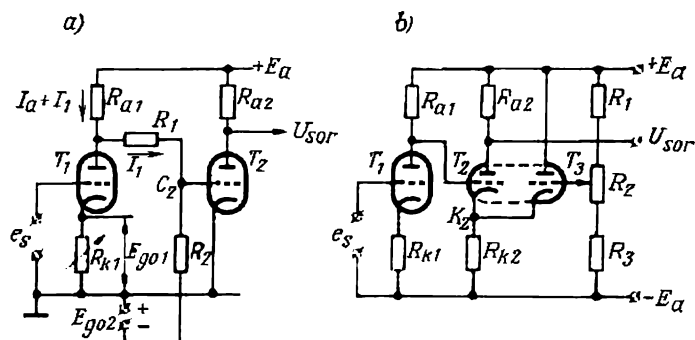 a)
+Ea
Ia+I1
Ra1
Ra2
R1
Usor
I1
T1
T2
C2
es
Rk1
Ego1
R2
Ego2
+
−
b)
+Ea
Ra1
Ra2
R1
Usor
T1
T2
T3
R2
K2
es
Rk1
Rk2
R3
−Ea